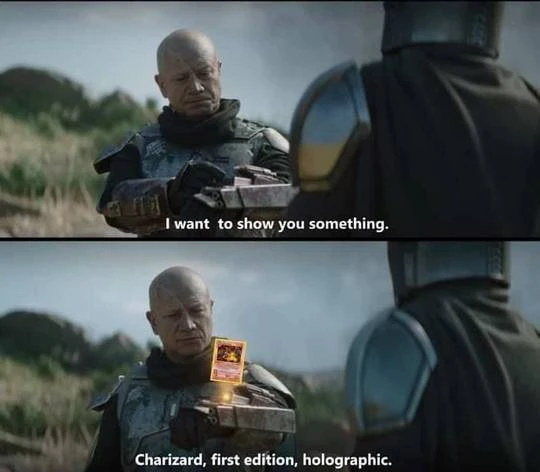 I want to show you something.
Charizard, first edition, holographic.